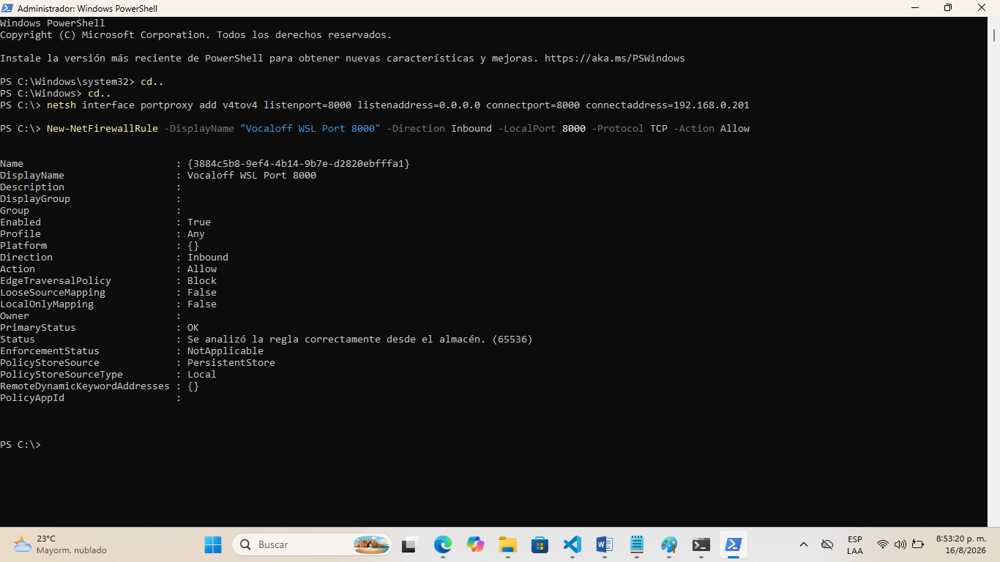 Administrador: Windows PowerShell
Windows PowerShell
Copyright (C) Microsoft Corporation. Todos los derechos reservados.
Instale la versión más reciente de PowerShell para obtener nuevas características y mejoras. https://aka.ms/PSWindows
PS C:\Windows\system32> cd..
PS C:\Windows> cd..
PS C:\> netsh interface portproxy add v4tov4 listenport=8000 listenaddress=0.0.0.0 connectport=8000 connectaddress=192.168.0.201
PS C:\> New-NetFirewallRule -DisplayName "Vocaloff WSL Port 8000" -Direction Inbound -LocalPort 8000 -Protocol TCP -Action Allow
Name                          : {3884c5b8-9ef4-4b14-9b7e-d2820ebfffa1}
DisplayName                   : Vocaloff WSL Port 8000
Description                   :
DisplayGroup                  :
Group                         :
Enabled                       : True
Profile                       : Any
Platform                      : {}
Direction                     : Inbound
Action                        : Allow
EdgeTraversalPolicy           : Block
LooseSourceMapping            : False
LocalOnlyMapping              : False
Owner                         :
PrimaryStatus                 : OK
Status                        : Se analizó la regla correctamente desde el almacén. (65536)
EnforcementStatus             : NotApplicable
PolicyStoreSource             : PersistentStore
PolicyStoreSourceType         : Local
RemoteDynamicKeywordAddresses : {}
PolicyAppId                   :
PS C:\>
23°C
Mayorm. nublado
Buscar
ESP
LAA
8:53:20 p. m.
16/8/2026